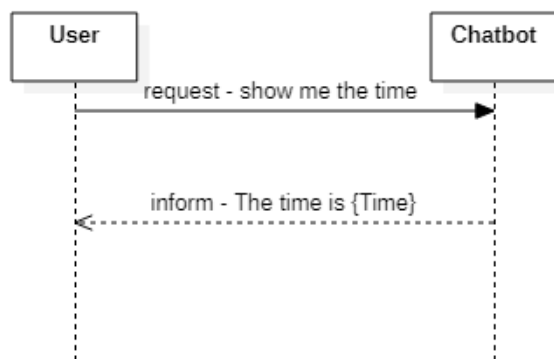 User
Chatbot
request - show me the time
inform - The time is {Time}